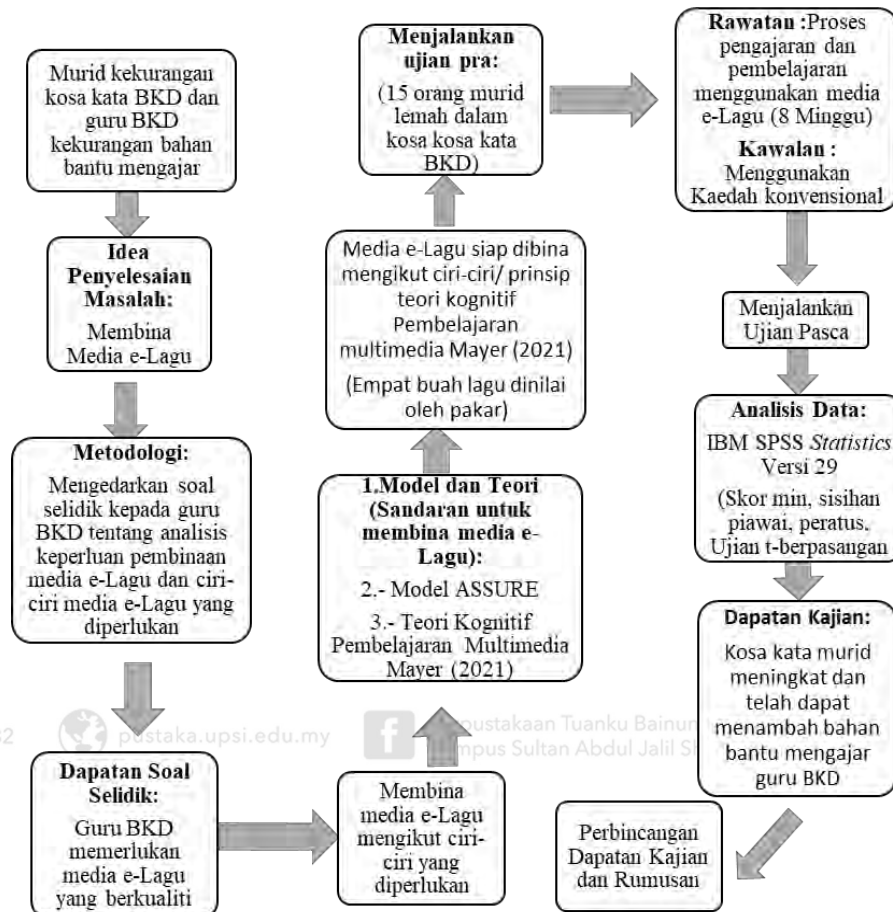 Murid kekurangan
kosa kata BKD dan
guru BKD
kekurangan bahan
bantu mengajar
Idea
Penyelesaian
Masalah:
Membina
Media e-Lagu
Metodologi:
Mengedarkan soal
selidik kepada guru
BKD tentang analisis
keperluan pembinaan
media e-Lagu dan ciri-
ciri media e-Lagu yang
diperlukan
Dapatan Soal
Selidik:
Guru BKD
memerlukan
media e-Lagu
yang berkualiti
Membina
media e-Lagu
mengikut ciri-
ciri yang
diperlukan
1.Model dan Teori
(Sandaran untuk
membina media e-
Lagu):
2.- Model ASSURE
3.- Teori Kognitif
Pembelajaran Multimedia
Mayer (2021)
Media e-Lagu siap dibina
mengikut ciri-ciri/ prinsip
teori kognitif
Pembelajaran
multimedia Mayer (2021)
(Empat buah lagu dinilai
oleh pakar)
Menjalankan
ujian pra:
(15 orang murid
lemah dalam
kosa kosa kata
BKD)
Rawatan :Proses
pengajaran dan
pembelajaran
menggunakan media
e-Lagu (8 Minggu)
Kawalan :
Menggunakan
Kaedah konvensional
Menjalankan
Ujian Pasca
Analisis Data:
IBM SPSS Statistics
Versi 29
(Skor min, sisihan
piawai, peratus,
Ujian t-berpasangan
Dapatan Kajian:
Kosa kata murid
meningkat dan
telah dapat
menambah bahan
bantu mengajar
guru BKD
Perbincangan
Dapatan Kajian
dan Rumusan
32
pustaka.upsi.edu.my
pustakaan Tuanku Bainun
mpus Sultan Abdul Jalil